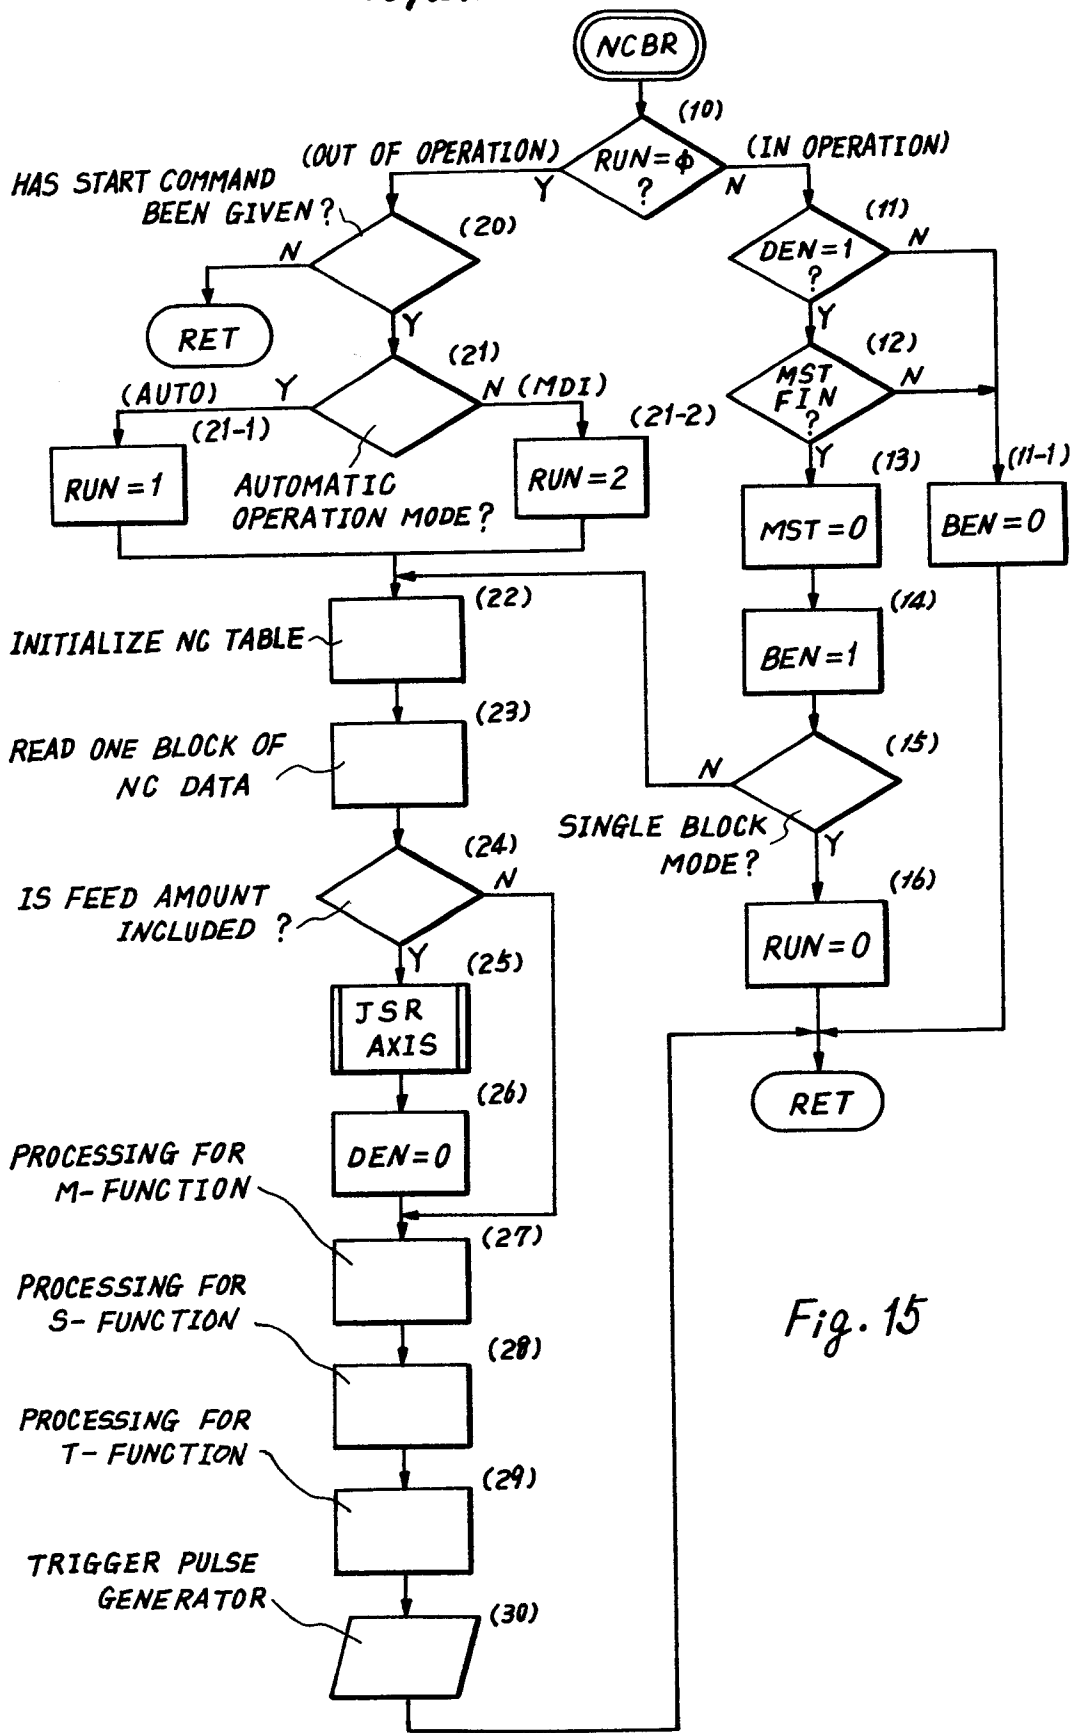 NCBR
(10)
(OUT OF OPERATION)
RUN=ϕ
?
(IN OPERATION)
Y
N
HAS START COMMAND
BEEN GIVEN?
(20)
N
Y
RET
(11)
DEN=1
?
N
Y
(21)
(AUTO)
Y
N (MDI)
(12)
MST
FIN
?
N
Y
(21-1)
RUN=1
AUTOMATIC
OPERATION MODE?
(21-2)
RUN=2
(13)
MST=0
(11-1)
BEN=0
(22)
INITIALIZE NC TABLE
(14)
BEN=1
(23)
READ ONE BLOCK OF
NC DATA
(15)
N
SINGLE BLOCK
MODE?
Y
(24)
IS FEED AMOUNT
INCLUDED ?
N
Y
(16)
RUN=0
(25)
JSR
AXIS
RET
(26)
DEN=0
PROCESSING FOR
M-FUNCTION
(27)
PROCESSING FOR
S-FUNCTION
(28)
PROCESSING FOR
T-FUNCTION
(29)
TRIGGER PULSE
GENERATOR
(30)
Fig. 15